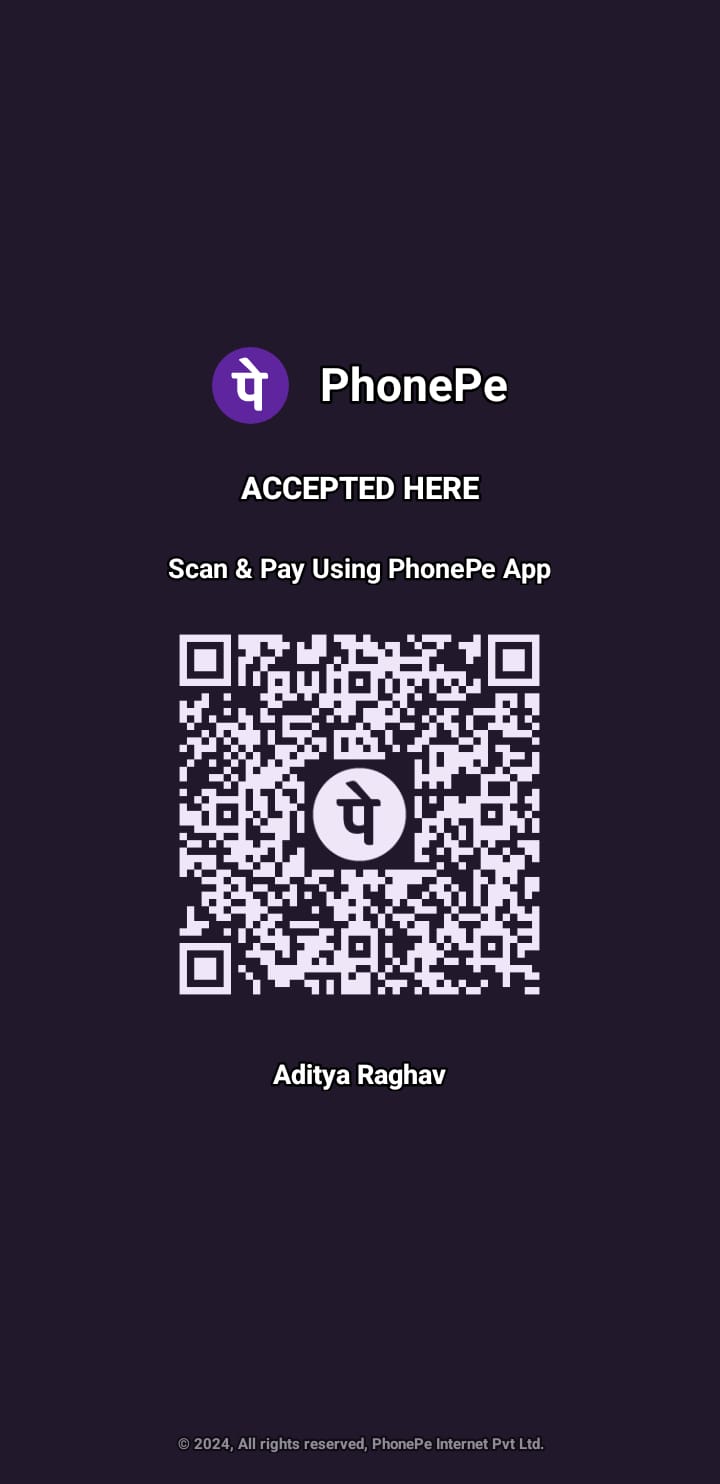 पे PhonePe
ACCEPTED HERE
Scan & Pay Using PhonePe App
पे
Aditya Raghav
© 2024, All rights reserved, PhonePe Internet Pvt Ltd.